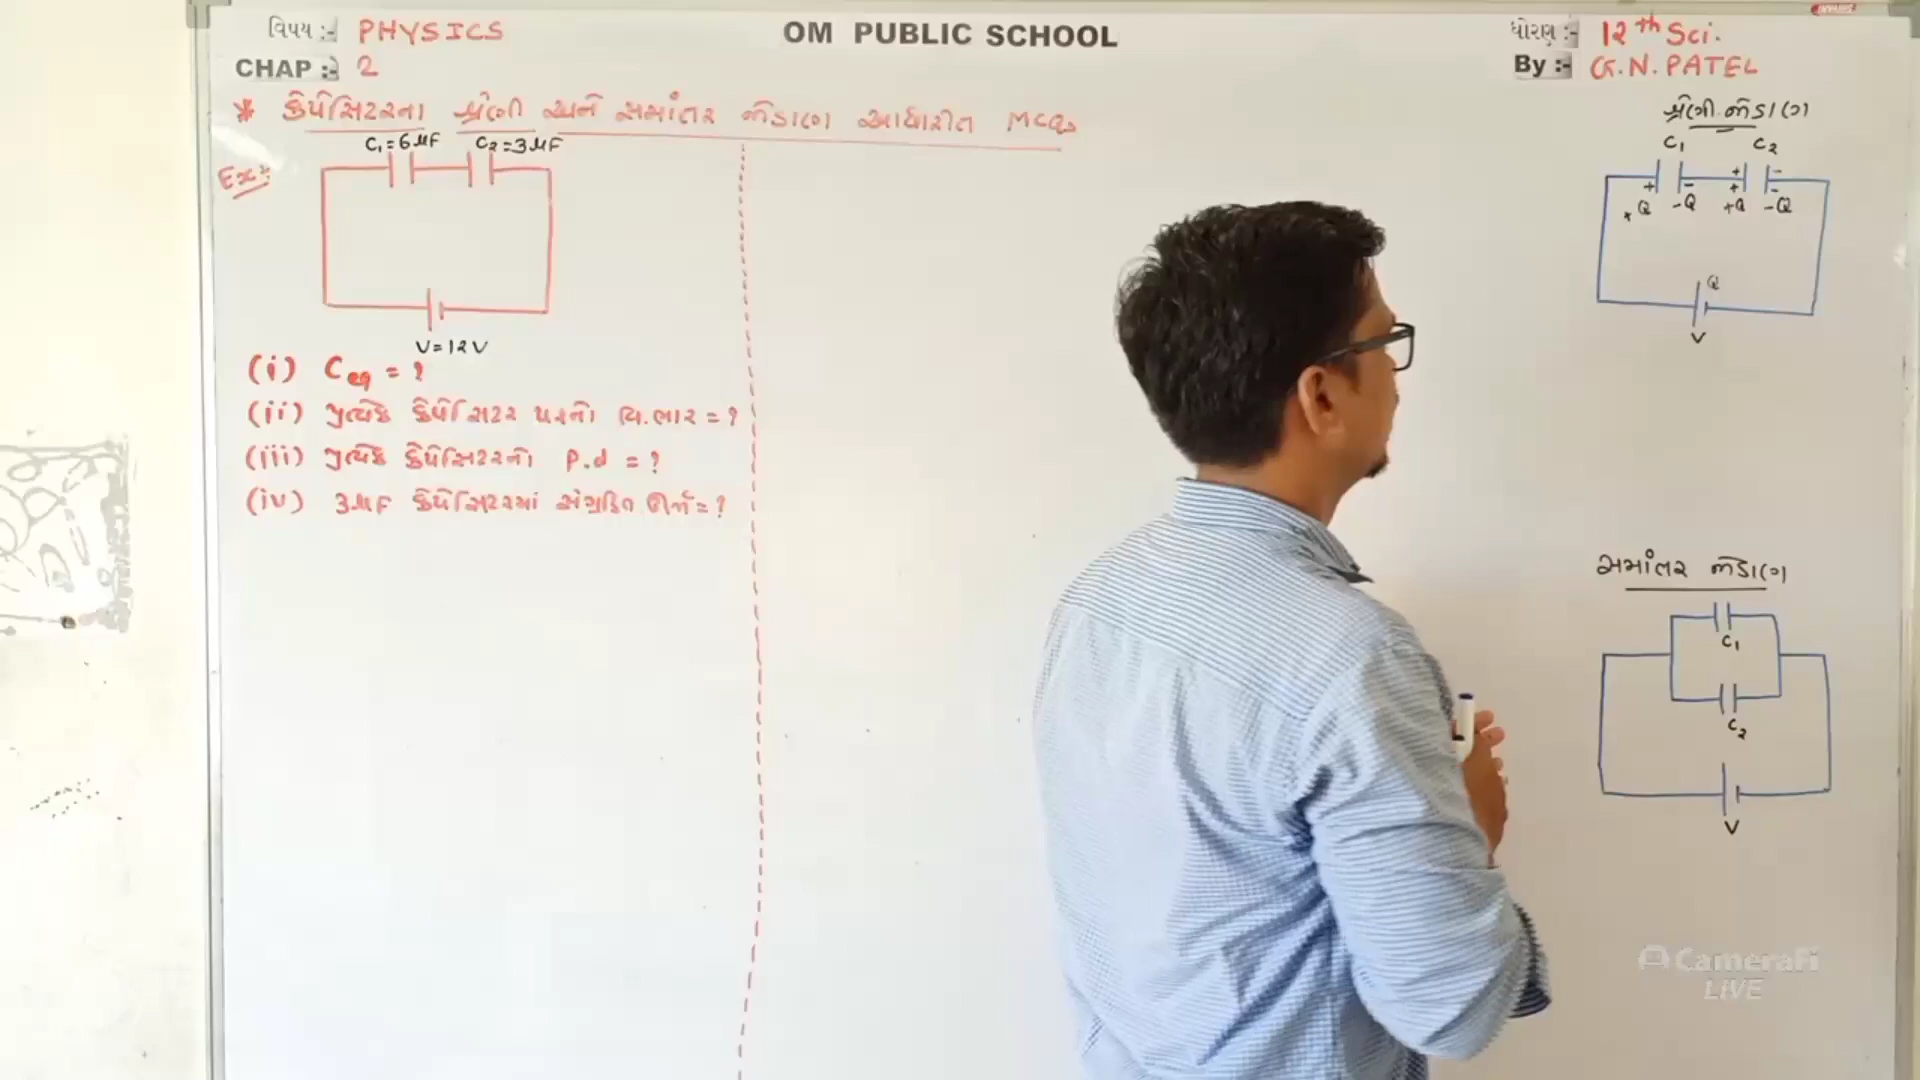 વિષય :- PHYSICS
OM PUBLIC SCHOOL
ધોરણ :- 12th Sci.
CHAP :- 2
By :- G.N. PATEL
* કેપેસિટરના શ્રેણી અને સમાંતર જોડાણ આધારીત MCQs
Ex:-
C₁=6μF C₂=3μF
V=12V
(i) Ceq = ?
(ii) પ્રત્યેક કેપેસિટર પરનો વિ.ભાર = ?
(iii) પ્રત્યેક કેપેસિટરનો P.d = ?
(iv) 3μF કેપેસિટરમાં સંગ્રહિત ઊર્જા = ?
શ્રેણી જોડાણ
C₁ C₂
+ - + -
+ -
+Q -Q +Q -Q
Q
V
સમાંતર જોડાણ
C₁
C₂
V
CameraFi
LIVE